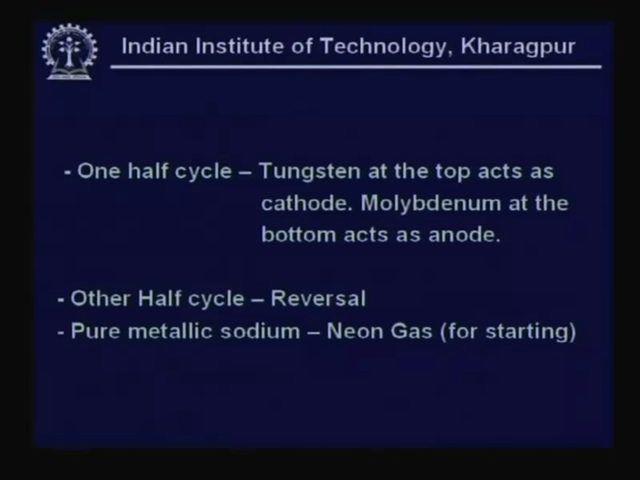 Indian Institute of Technology, Kharagpur
- One half cycle – Tungsten at the top acts as
cathode. Molybdenum at the
bottom acts as anode.
- Other Half cycle – Reversal
- Pure metallic sodium – Neon Gas (for starting)